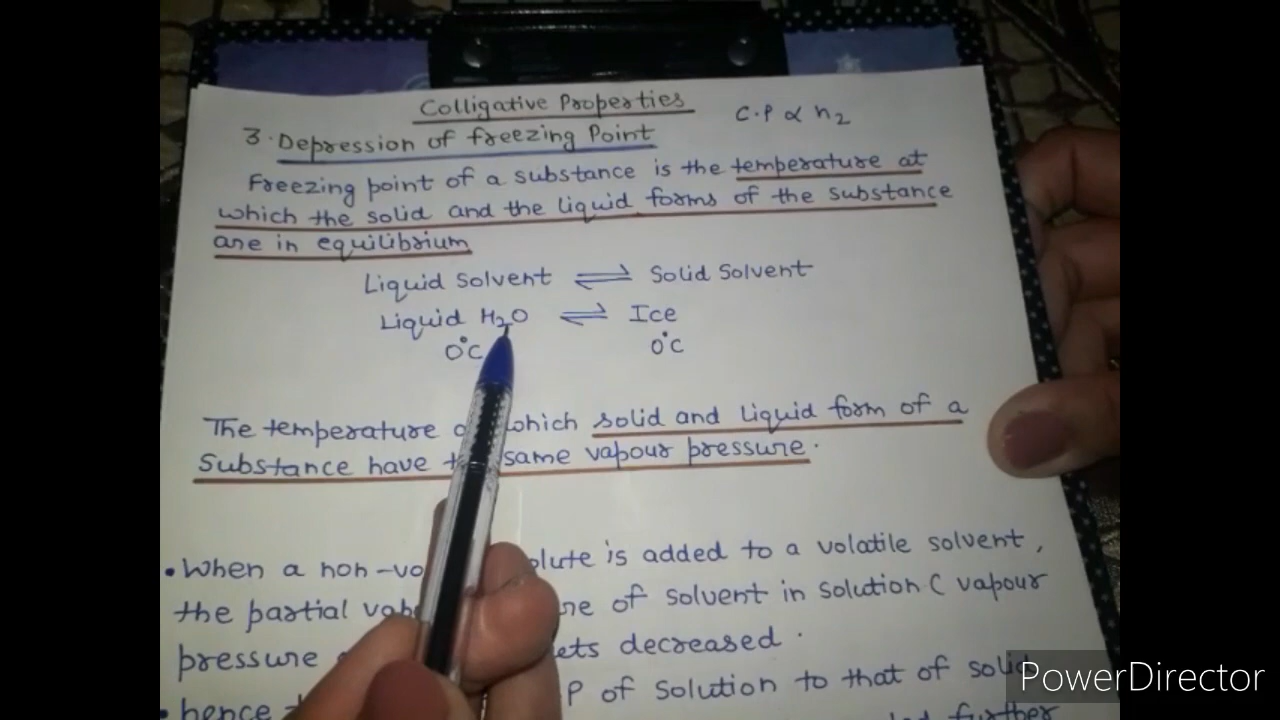 Colligative Properties
C.P ∝ n2
3. Depression of freezing Point
Freezing point of a substance is the temperature at
which the solid and the liquid forms of the substance
are in equilibrium
Liquid Solvent ⇌ Solid Solvent
Liquid H2O ⇌ Ice
0°C 0°C
The temperature which solid and liquid form of a
Substance have same vapour pressure.
• When a non- is added to a volatile solvent,
the partial of solvent in solution ( vapour
pressure decreased.
• hence P of solution to that of solid
further
PowerDirector